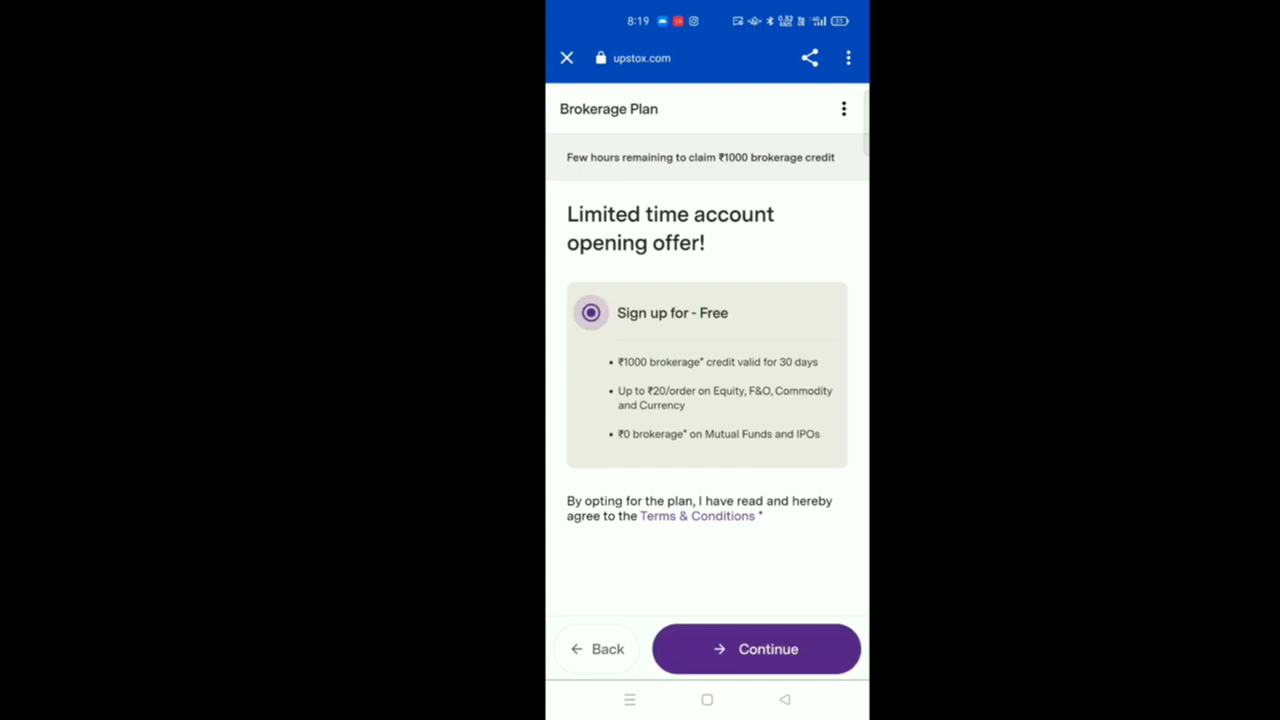 8:19
upstox.com
Brokerage Plan
Few hours remaining to claim ₹1000 brokerage credit
Limited time account
opening offer!
Sign up for - Free
• ₹1000 brokerage* credit valid for 30 days
• Up to ₹20/order on Equity, F&O, Commodity
and Currency
• ₹0 brokerage* on Mutual Funds and IPOs
By opting for the plan, I have read and hereby
agree to the Terms & Conditions *
← Back
→ Continue